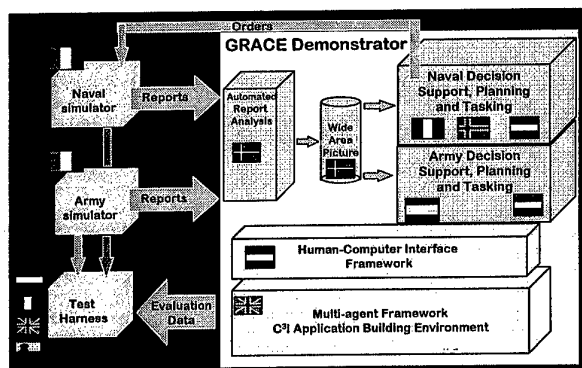 Orders
GRACE Demonstrator
Naval
simulator
Reports
Automated
Report
Analysis
Wide
Area
Picture
Naval Decision
Support, Planning
and Tasking
Army Decision
Support, Planning
and Tasking
Army
simulator
Reports
Human-Computer Interface
Framework
Test
Harness
Evaluation
Data
Multi-agent Framework
C³I Application Building Environment